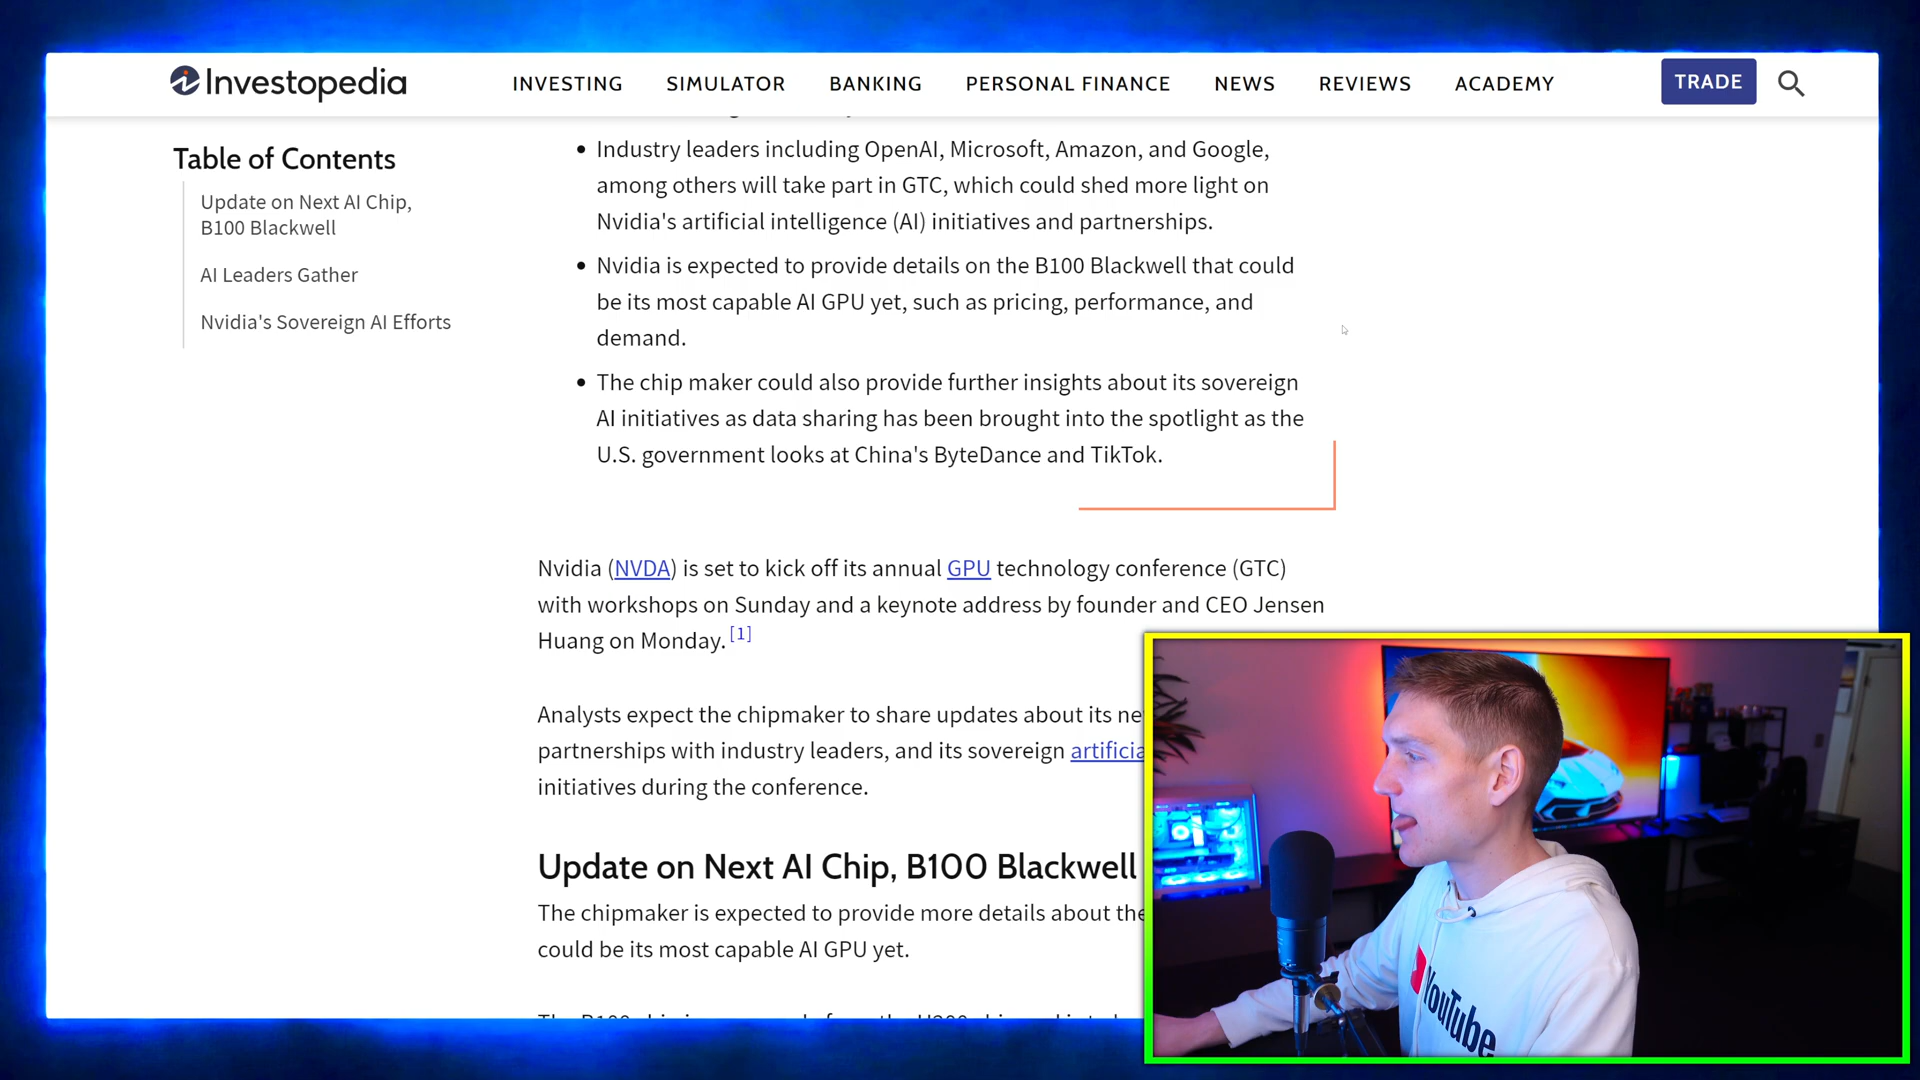 Investopedia
INVESTING
SIMULATOR
BANKING
PERSONAL FINANCE
NEWS
REVIEWS
ACADEMY
TRADE
Table of Contents
Update on Next AI Chip,
B100 Blackwell
AI Leaders Gather
Nvidia's Sovereign AI Efforts
Industry leaders including OpenAI, Microsoft, Amazon, and Google,
among others will take part in GTC, which could shed more light on
Nvidia's artificial intelligence (AI) initiatives and partnerships.
Nvidia is expected to provide details on the B100 Blackwell that could
be its most capable AI GPU yet, such as pricing, performance, and
demand.
The chip maker could also provide further insights about its sovereign
AI initiatives as data sharing has been brought into the spotlight as the
U.S. government looks at China's ByteDance and TikTok.
Nvidia (NVDA) is set to kick off its annual GPU technology conference (GTC)
with workshops on Sunday and a keynote address by founder and CEO Jensen
Huang on Monday. [1]
Analysts expect the chipmaker to share updates about its ne
partnerships with industry leaders, and its sovereign artificia
initiatives during the conference.
Update on Next AI Chip, B100 Blackwell
The chipmaker is expected to provide more details about the
could be its most capable AI GPU yet.
YouTube